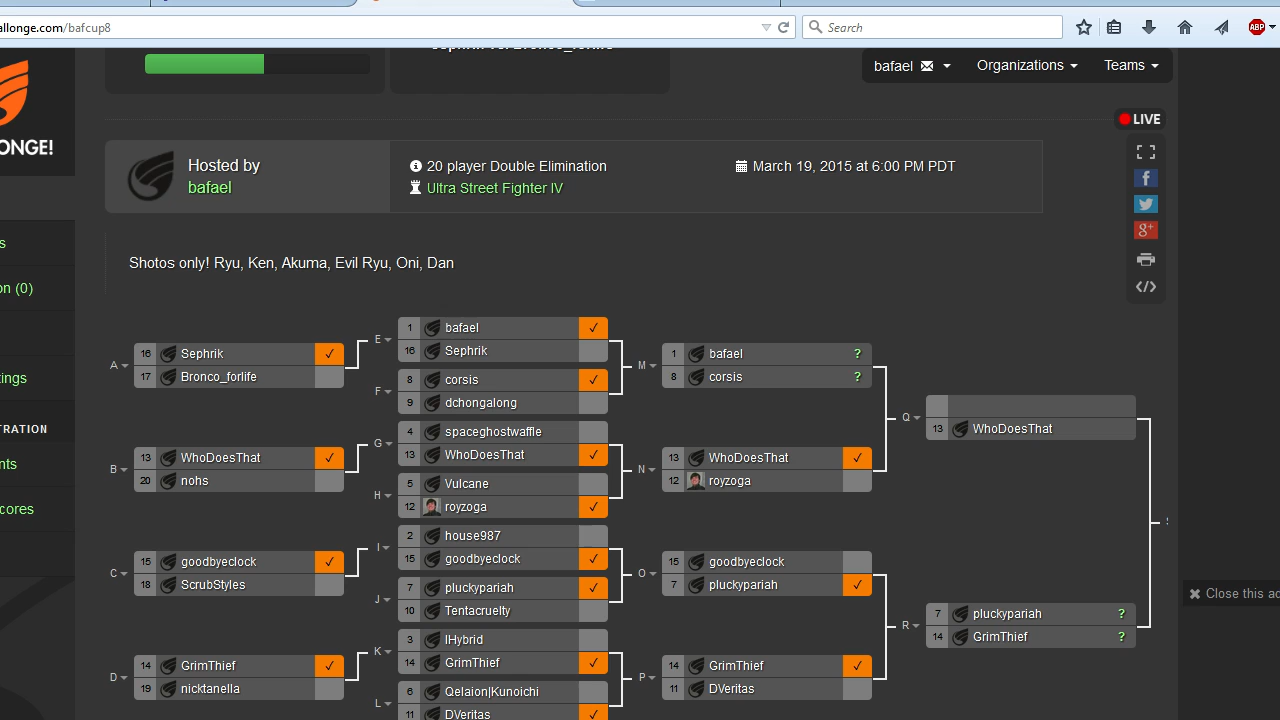 allonge.com/bafcup8
Search
ABP
bafael Organizations Teams
LIVE
ONGE!
Hosted by
bafael
20 player Double Elimination
Ultra Street Fighter IV
March 19, 2015 at 6:00 PM PDT
f
8+
s
on (0)
tings
TRATION
nts
cores
Shotos only! Ryu, Ken, Akuma, Evil Ryu, Oni, Dan
A
16 Sephrik ✓
17 Bronco_forlife
B
13 WhoDoesThat ✓
20 nohs
C
15 goodbyeclock ✓
18 ScrubStyles
D
14 GrimThief ✓
19 nicktanella
E
1 bafael ✓
16 Sephrik
F
8 corsis ✓
9 dchongalong
G
4 spaceghostwaffle
13 WhoDoesThat ✓
H
5 Vulcane
12 royzoga ✓
I
2 house987
15 goodbyeclock ✓
J
7 pluckypariah ✓
10 Tentacruelty
K
3 IHybrid
14 GrimThief ✓
L
6 Qelaion|Kunoichi
11 DVeritas ✓
M
1 bafael ?
8 corsis ?
N
13 WhoDoesThat ✓
12 royzoga
O
15 goodbyeclock
7 pluckypariah ✓
P
14 GrimThief ✓
11 DVeritas
Q
13 WhoDoesThat
R
7 pluckypariah ?
14 GrimThief ?
Close this ad